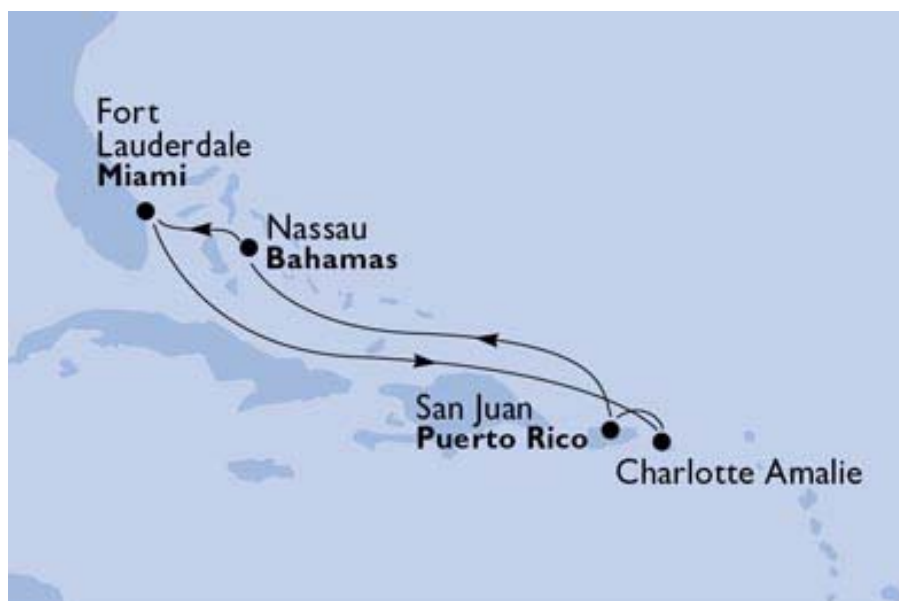 Fort
Lauderdale
Miami
Nassau
Bahamas
San Juan
Puerto Rico
Charlotte Amalie